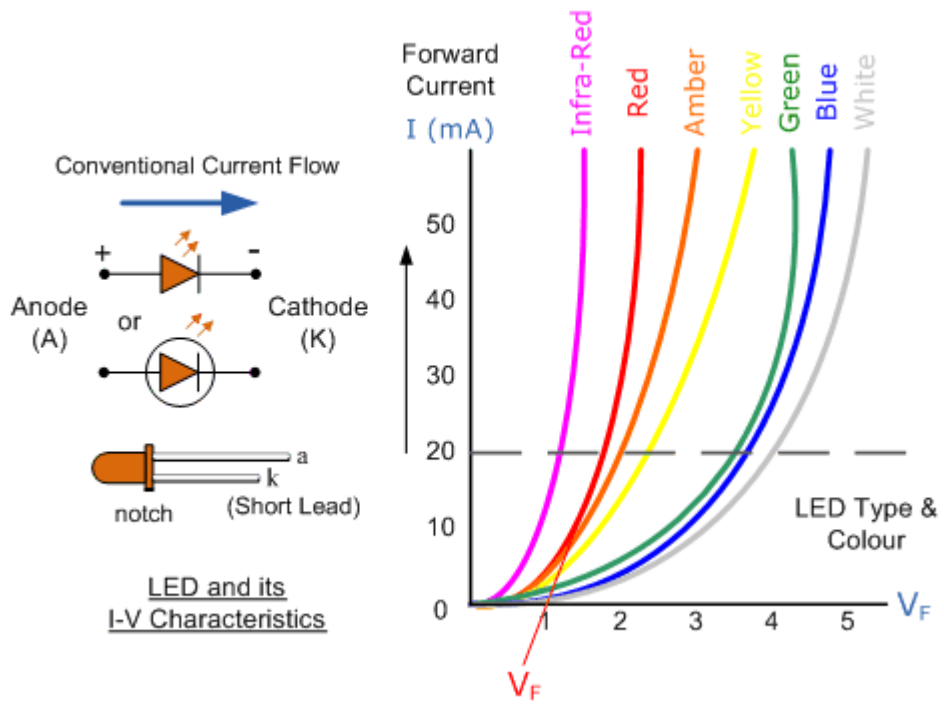 Conventional Current Flow
+ -
Anode
(A)
or
Cathode
(K)
a
k
notch
(Short Lead)
LED and its
I-V Characteristics
Forward
Current
I (mA)
Infra-Red
Red
Amber
Yellow
Green
Blue
White
50
40
30
20
10
0
1 2 3 4 5
LED Type &
Colour
VF
VF